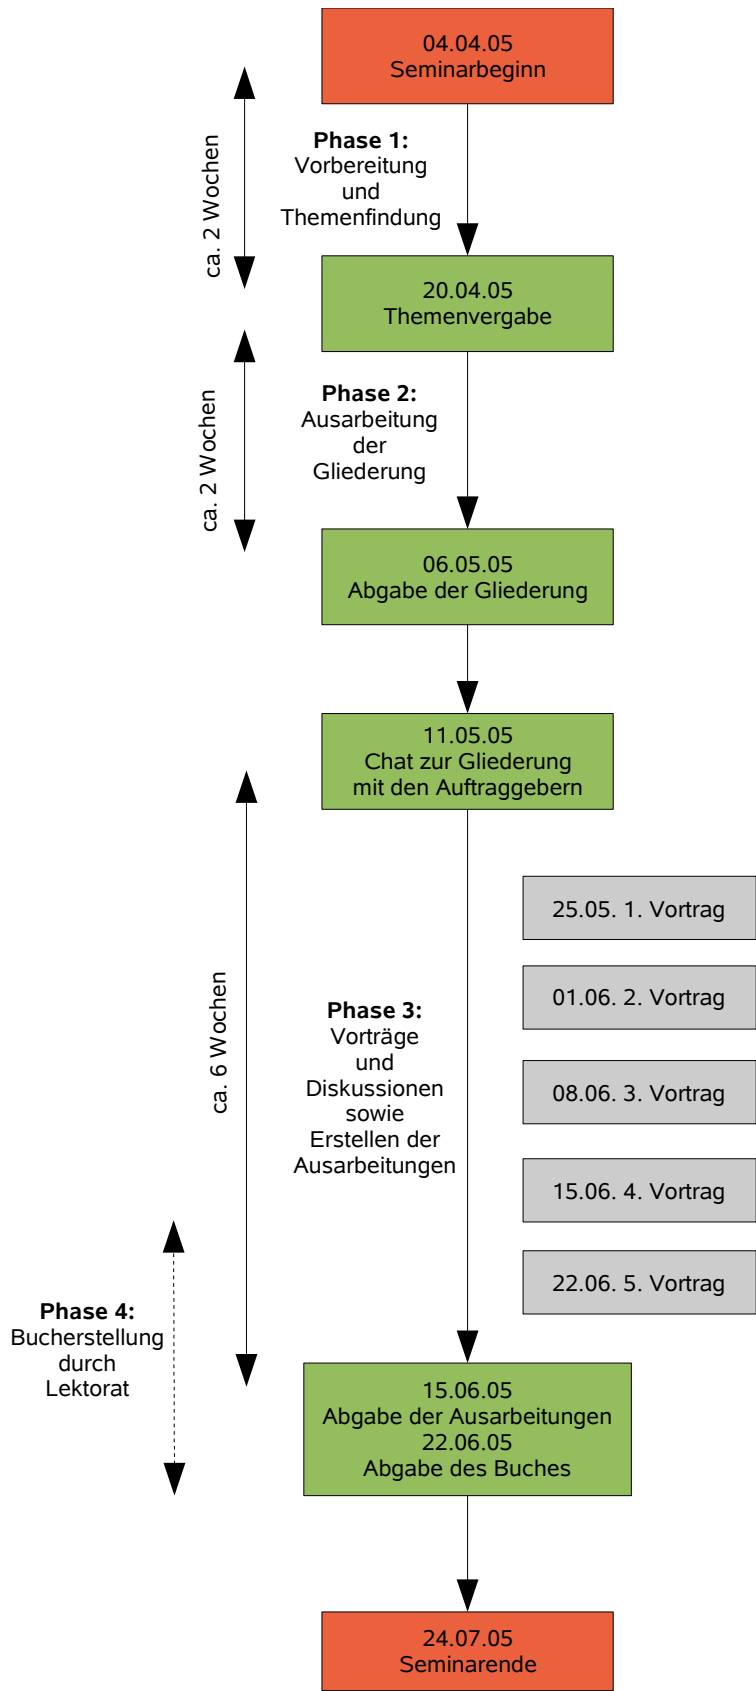 04.04.05
Seminarbeginn
ca. 2 Wochen
Phase 1:
Vorbereitung
und
Themenfindung
20.04.05
Themenvergabe
ca. 2 Wochen
Phase 2:
Ausarbeitung
der
Gliederung
06.05.05
Abgabe der Gliederung
11.05.05
Chat zur Gliederung
mit den Auftraggebern
ca. 6 Wochen
Phase 3:
Vorträge
und
Diskussionen
sowie
Erstellen der
Ausarbeitungen
25.05. 1. Vortrag
01.06. 2. Vortrag
08.06. 3. Vortrag
15.06. 4. Vortrag
22.06. 5. Vortrag
Phase 4:
Bucherstellung
durch
Lektorat
15.06.05
Abgabe der Ausarbeitungen
22.06.05
Abgabe des Buches
24.07.05
Seminarende